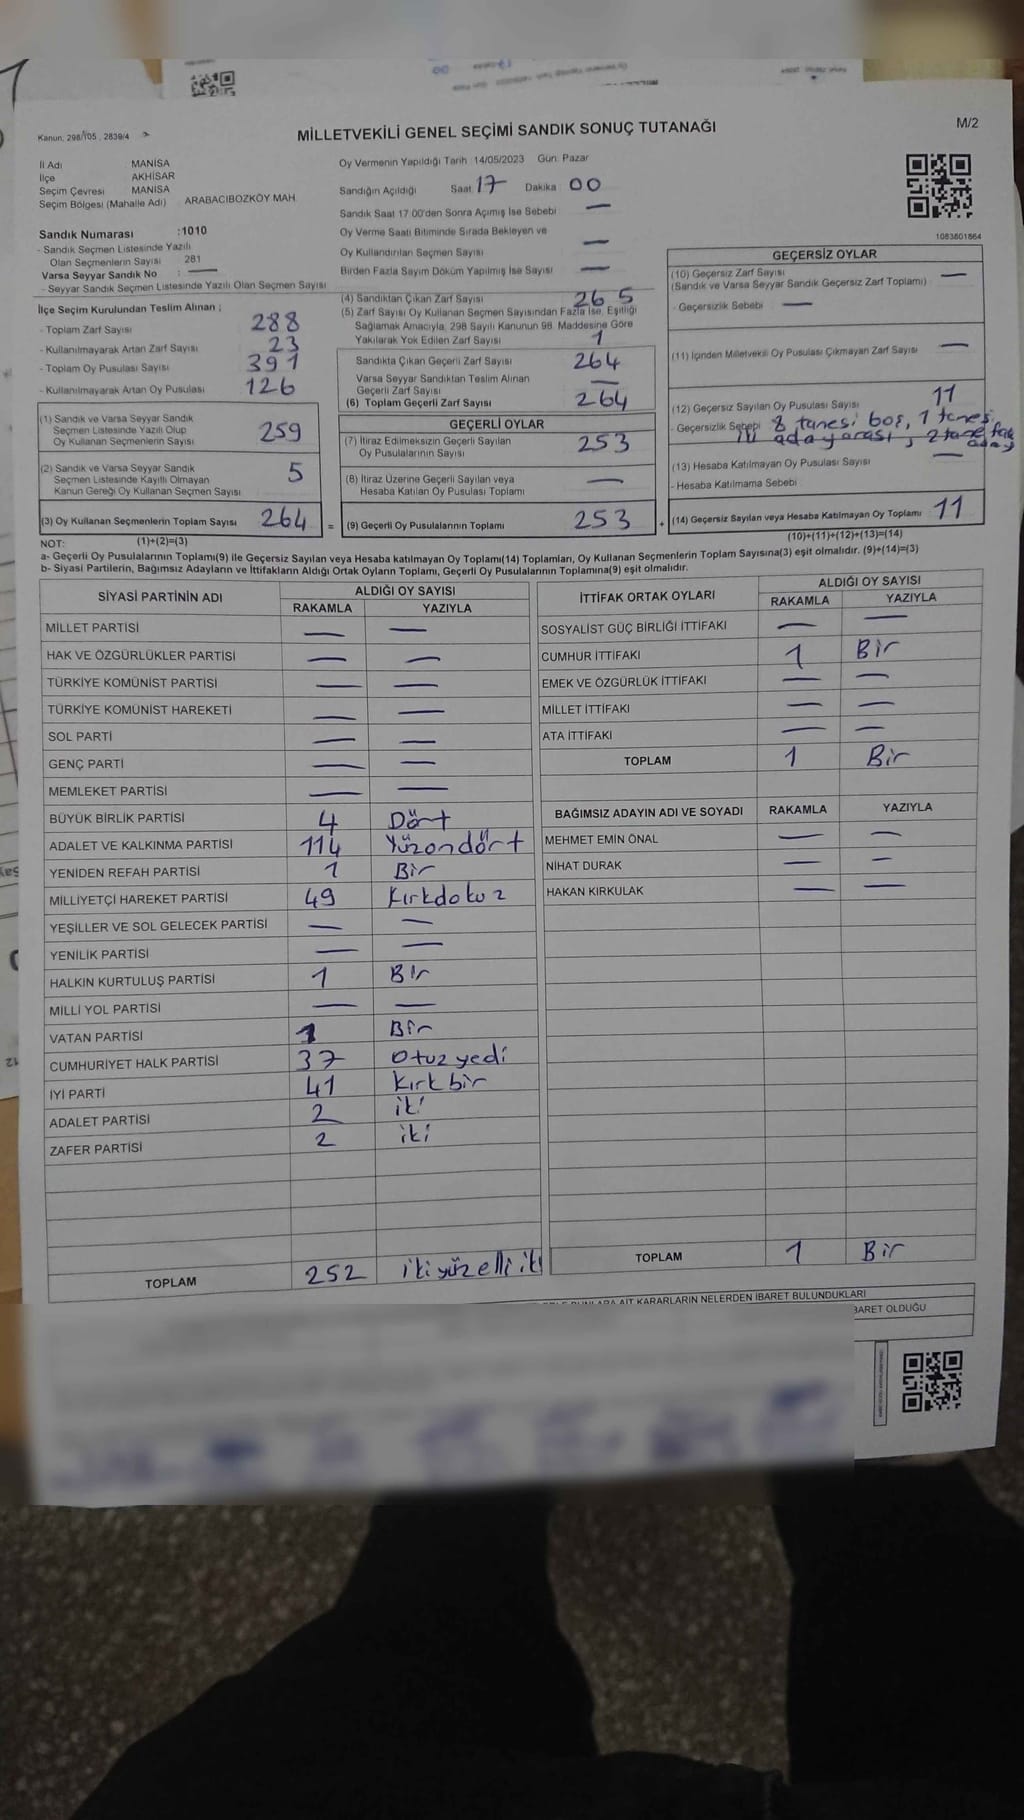 Kanun. 298/105, 2839/4
MİLLETVEKİLİ GENEL SEÇİMİ SANDIK SONUÇ TUTANAĞI
M/2
İl Adı MANİSA
İlçe AKHİSAR
Seçim Çevresi MANİSA
Seçim Bölgesi (Mahalle Adı) ARABACIBOZKÖY MAH.
Sandık Numarası :1010
- Sandık Seçmen Listesinde Yazılı
Olan Seçmenlerin Sayısı 281
Varsa Seyyar Sandık No : —
- Seyyar Sandık Seçmen Listesinde Yazılı Olan Seçmen Sayısı
İlçe Seçim Kurulundan Teslim Alınan ;
- Toplam Zarf Sayısı 288
- Kullanılmayarak Artan Zarf Sayısı 23
- Toplam Oy Pusulası Sayısı 391
- Kullanılmayarak Artan Oy Pusulası 126
Oy Vermenin Yapıldığı Tarih 14/05/2023 Gün. Pazar
Sandığın Açıldığı Saat 17 Dakika 00
Sandık Saat 17 00'den Sonra Açımış İse Sebebi —
Oy Verme Saati Bitiminde Sırada Bekleyen ve
Oy Kullandırılan Seçmen Sayısı —
Birden Fazla Sayım Döküm Yapılmış İse Sayısı —
(4) Sandıktan Çıkan Zarf Sayısı 265
(5) Zarf Sayısı Oy Kullanan Seçmen Sayısından Fazla İse, Eşitliği
Sağlamak Amacıyla, 298 Sayılı Kanunun 98. Maddesine Göre
Yakılarak Yok Edilen Zarf Sayısı 1
Sandıkta Çıkan Geçerli Zarf Sayısı 264
Varsa Seyyar Sandıktan Teslim Alınan
Geçerli Zarf Sayısı —
(6) Toplam Geçerli Zarf Sayısı 264
1083801864
GEÇERSİZ OYLAR
(10) Geçersiz Zarf Sayısı —
(Sandık ve Varsa Seyyar Sandık Geçersiz Zarf Toplamı)
- Geçersizlik Sebebi —
(11) İçinden Milletvekili Oy Pusulası Çıkmayan Zarf Sayısı —
(12) Geçersiz Sayılan Oy Pusulası Sayısı 11
- Geçersizlik Sebebi 8 tanesi boş, 1 tanesi
aday arası, 2 tane
aday
(13) Hesaba Katılmayan Oy Pusulası Sayısı —
- Hesaba Katılmama Sebebi
(14) Geçersiz Sayılan veya Hesaba Katılmayan Oy Toplamı 11
(10)+(11)+(12)+(13)=(14)
(1) Sandık ve Varsa Seyyar Sandık
Seçmen Listesinde Yazılı Olup
Oy Kullanan Seçmenlerin Sayısı 259
(2) Sandık ve Varsa Seyyar Sandık
Seçmen Listesinde Kayıtlı Olmayan
Kanun Gereği Oy Kullanan Seçmen Sayısı 5
(3) Oy Kullanan Seçmenlerin Toplam Sayısı 264 =
GEÇERLİ OYLAR
(7) İtiraz Edilmeksizin Geçerli Sayılan
Oy Pusulalarının Sayısı 253
(8) İtiraz Üzerine Geçerli Sayılan veya
Hesaba Katılan Oy Pusulası Toplamı —
(9) Geçerli Oy Pusulalarının Toplamı 253 +
NOT: (1)+(2)=(3)
a- Geçerli Oy Pusulalarının Toplamı(9) ile Geçersiz Sayılan veya Hesaba katılmayan Oy Toplamı(14) Toplamları, Oy Kullanan Seçmenlerin Toplam Sayısına(3) eşit olmalıdır. (9)+(14)=(3)
b- Siyasi Partilerin, Bağımsız Adayların ve İttifakların Aldığı Ortak Oyların Toplamı, Geçerli Oy Pusulalarının Toplamına(9) eşit olmalıdır.
SİYASİ PARTİNİN ADI ALDIĞI OY SAYISI
RAKAMLA YAZIYLA
MİLLET PARTİSİ — —
HAK VE ÖZGÜRLÜKLER PARTİSİ — —
TÜRKİYE KOMÜNİST PARTİSİ — —
TÜRKİYE KOMÜNİST HAREKETİ — —
SOL PARTİ — —
GENÇ PARTİ — —
MEMLEKET PARTİSİ — —
BÜYÜK BİRLİK PARTİSİ 4 Dört
ADALET VE KALKINMA PARTİSİ 114 Yüzondört
YENİDEN REFAH PARTİSİ 1 Bir
MİLLİYETÇİ HAREKET PARTİSİ 49 Kırkdokuz
YEŞİLLER VE SOL GELECEK PARTİSİ — —
YENİLİK PARTİSİ — —
HALKIN KURTULUŞ PARTİSİ 1 Bir
MİLLİ YOL PARTİSİ — —
VATAN PARTİSİ 1 Bir
CUMHURİYET HALK PARTİSİ 37 Otuzyedi
İYİ PARTİ 41 Kırkbir
ADALET PARTİSİ 2 iki
ZAFER PARTİSİ 2 iki
TOPLAM 252 ikiyüzelliiki
İTTİFAK ORTAK OYLARI ALDIĞI OY SAYISI
RAKAMLA YAZIYLA
SOSYALİST GÜÇ BİRLİĞİ İTTİFAKI — —
CUMHUR İTTİFAKI 1 Bir
EMEK VE ÖZGÜRLÜK İTTİFAKI — —
MİLLET İTTİFAKI — —
ATA İTTİFAKI — —
TOPLAM 1 Bir
BAĞIMSIZ ADAYIN ADI VE SOYADI RAKAMLA YAZIYLA
MEHMET EMİN ÖNAL — —
NİHAT DURAK — —
HAKAN KIRKULAK — —
TOPLAM 1 Bir
AİT KARARLARIN NELERDEN İBARET BULUNDUKLARI
BARET OLDUĞU